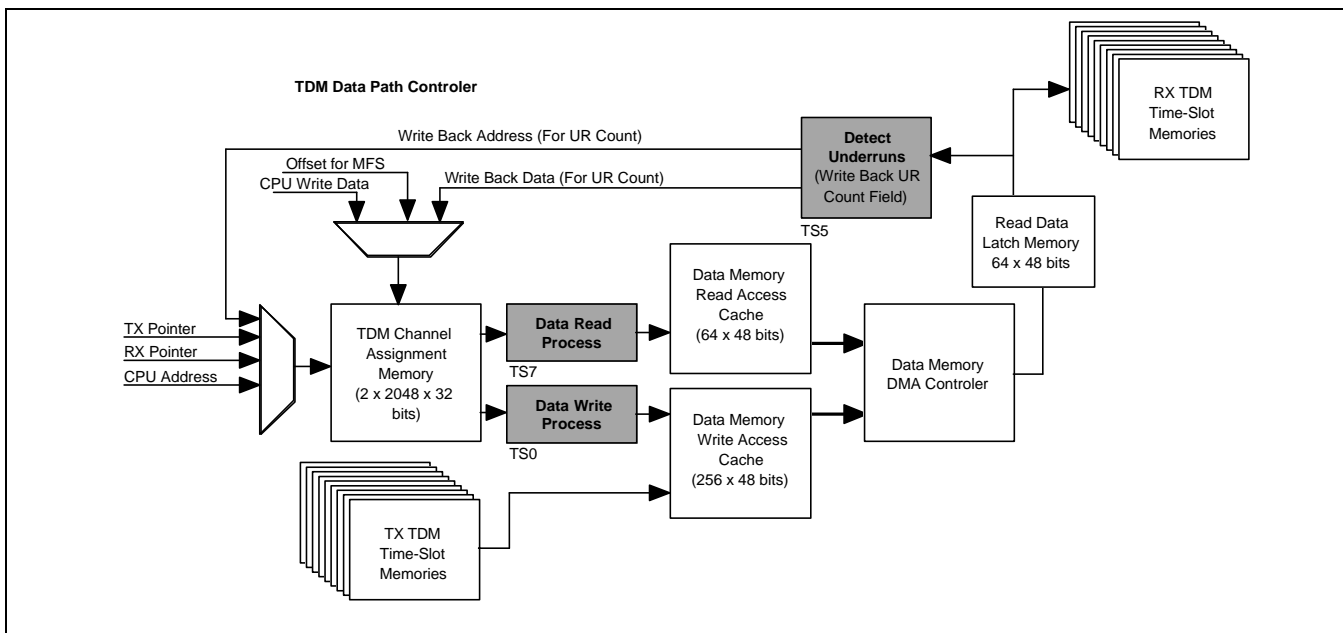 TDM Data Path Controler
RX TDM
Time-Slot
Memories
Write Back Address (For UR Count)
Detect
Underruns
(Write Back UR
Count Field)
TS5
Offset for MFS
CPU Write Data
Write Back Data (For UR Count)
Read Data
Latch Memory
64 x 48 bits
TX Pointer
RX Pointer
CPU Address
TDM Channel
Assignment
Memory
(2 x 2048 x 32
bits)
Data Read
Process
TS7
Data Memory
Read Access
Cache
(64 x 48 bits)
Data Memory
DMA Controler
Data Write
Process
TS0
Data Memory
Write Access
Cache
(256 x 48 bits)
TX TDM
Time-Slot
Memories